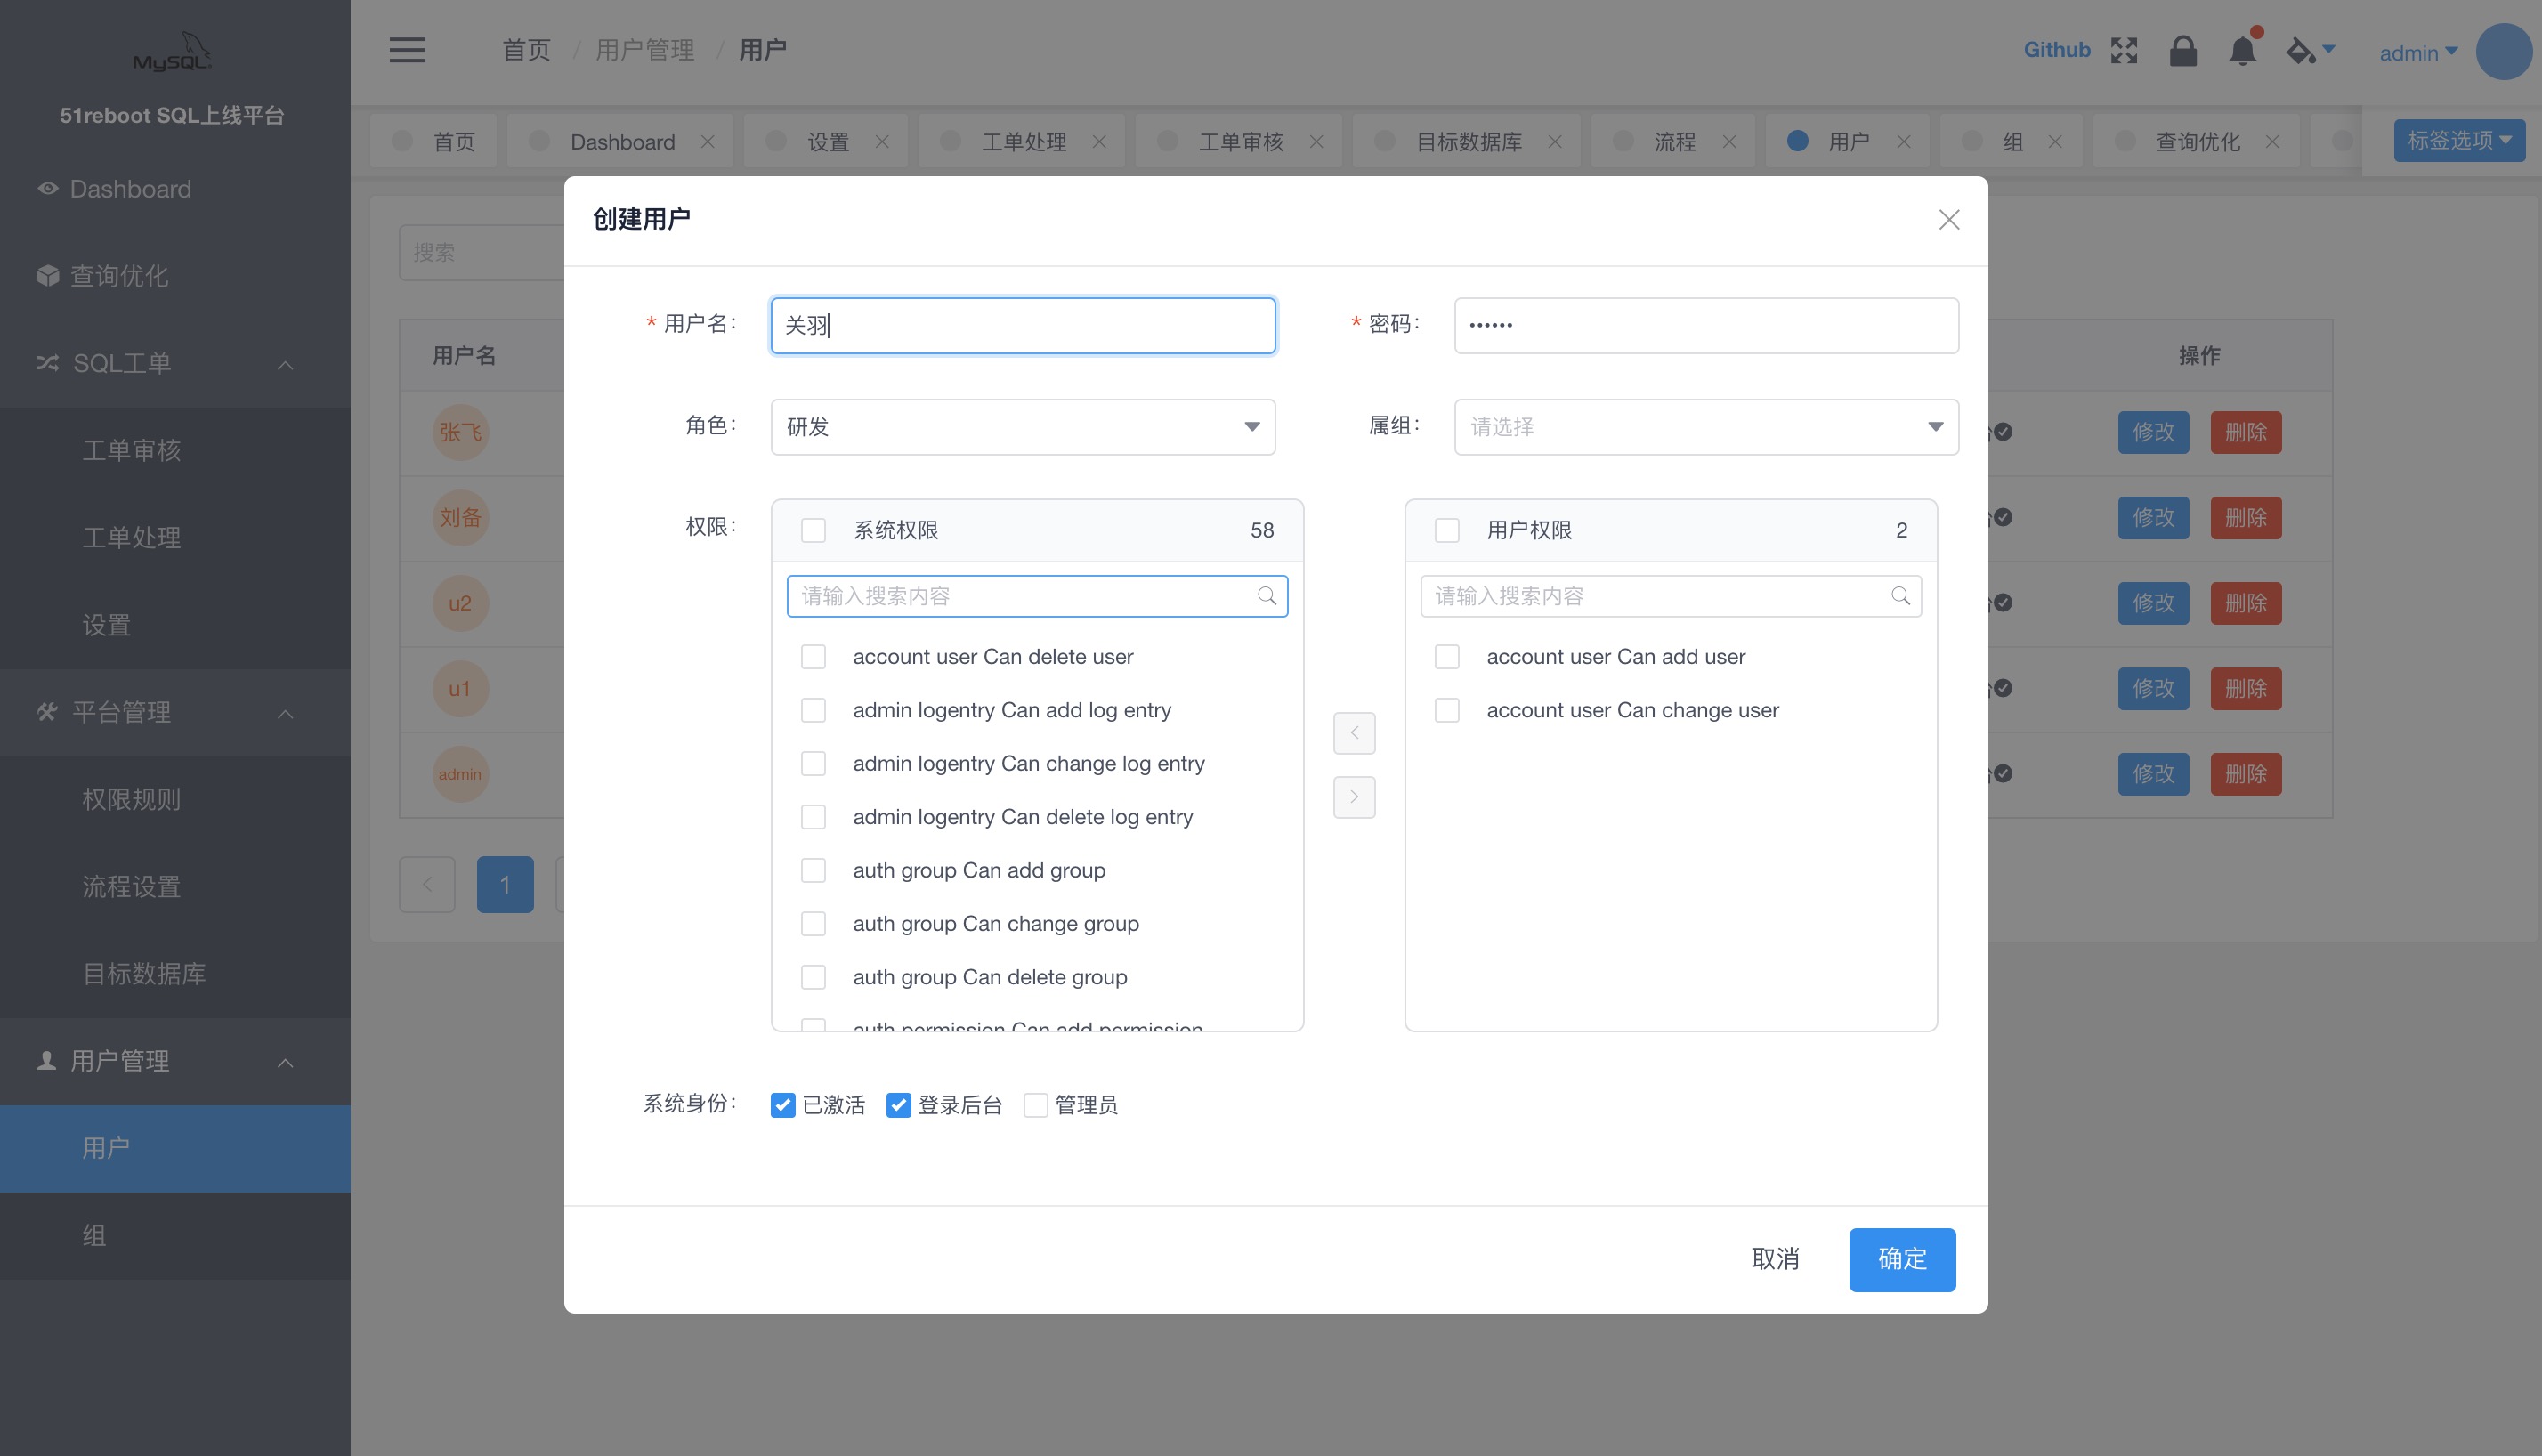 MySQL
51reboot SQL上线平台
Dashboard
查询优化
SQL工单
工单审核
工单处理
设置
平台管理
权限规则
流程设置
目标数据库
用户管理
用户
组
首页 / 用户管理 / 用户
Github
admin
首页
Dashboard
设置
工单处理
工单审核
目标数据库
流程
用户
组
查询优化
标签选项
搜索
用户名
操作
张飞
修改 删除
刘备
修改 删除
u2
修改 删除
u1
修改 删除
admin
修改 删除
1
创建用户
* 用户名:
关羽
* 密码:
••••••
角色:
研发
属组:
请选择
权限:
系统权限 58
请输入搜索内容
account user Can delete user
admin logentry Can add log entry
admin logentry Can change log entry
admin logentry Can delete log entry
auth group Can add group
auth group Can change group
auth group Can delete group
auth permission Can add permission
用户权限 2
请输入搜索内容
account user Can add user
account user Can change user
系统身份:
已激活 登录后台 管理员
取消 确定